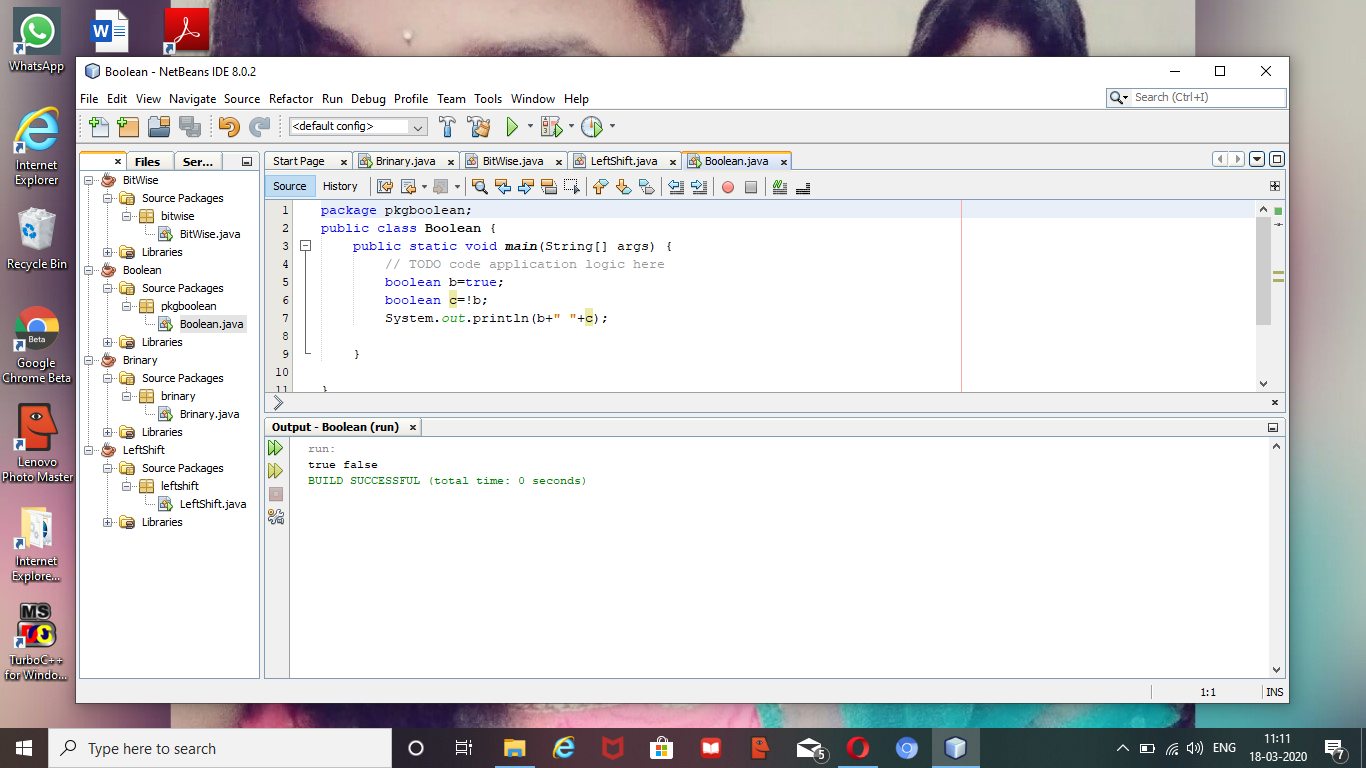 WhatsApp
Internet
Explorer
Recycle Bin
Beta
Google
Chrome Beta
Lenovo
Photo Master
Internet
Explore...
MS
TurboC++
for Windo...
Boolean - NetBeans IDE 8.0.2
File Edit View Navigate Source Refactor Run Debug Profile Team Tools Window Help
Search (Ctrl+I)
<default config>
Files Ser...
BitWise
Source Packages
bitwise
BitWise.java
Libraries
Boolean
Source Packages
pkgboolean
Boolean.java
Libraries
Brinary
Source Packages
brinary
Brinary.java
Libraries
LeftShift
Source Packages
leftshift
LeftShift.java
Libraries
Start Page Brinary.java BitWise.java LeftShift.java Boolean.java
Source History
1 package pkgboolean;
2 public class Boolean {
3 public static void main(String[] args) {
4 // TODO code application logic here
5 boolean b=true;
6 boolean c=!b;
7 System.out.println(b+" "+c);
8
9 }
10
11 }
Output - Boolean (run)
run:
true false
BUILD SUCCESSFUL (total time: 0 seconds)
1:1 INS
Type here to search
5
ENG
11:11
18-03-2020
7